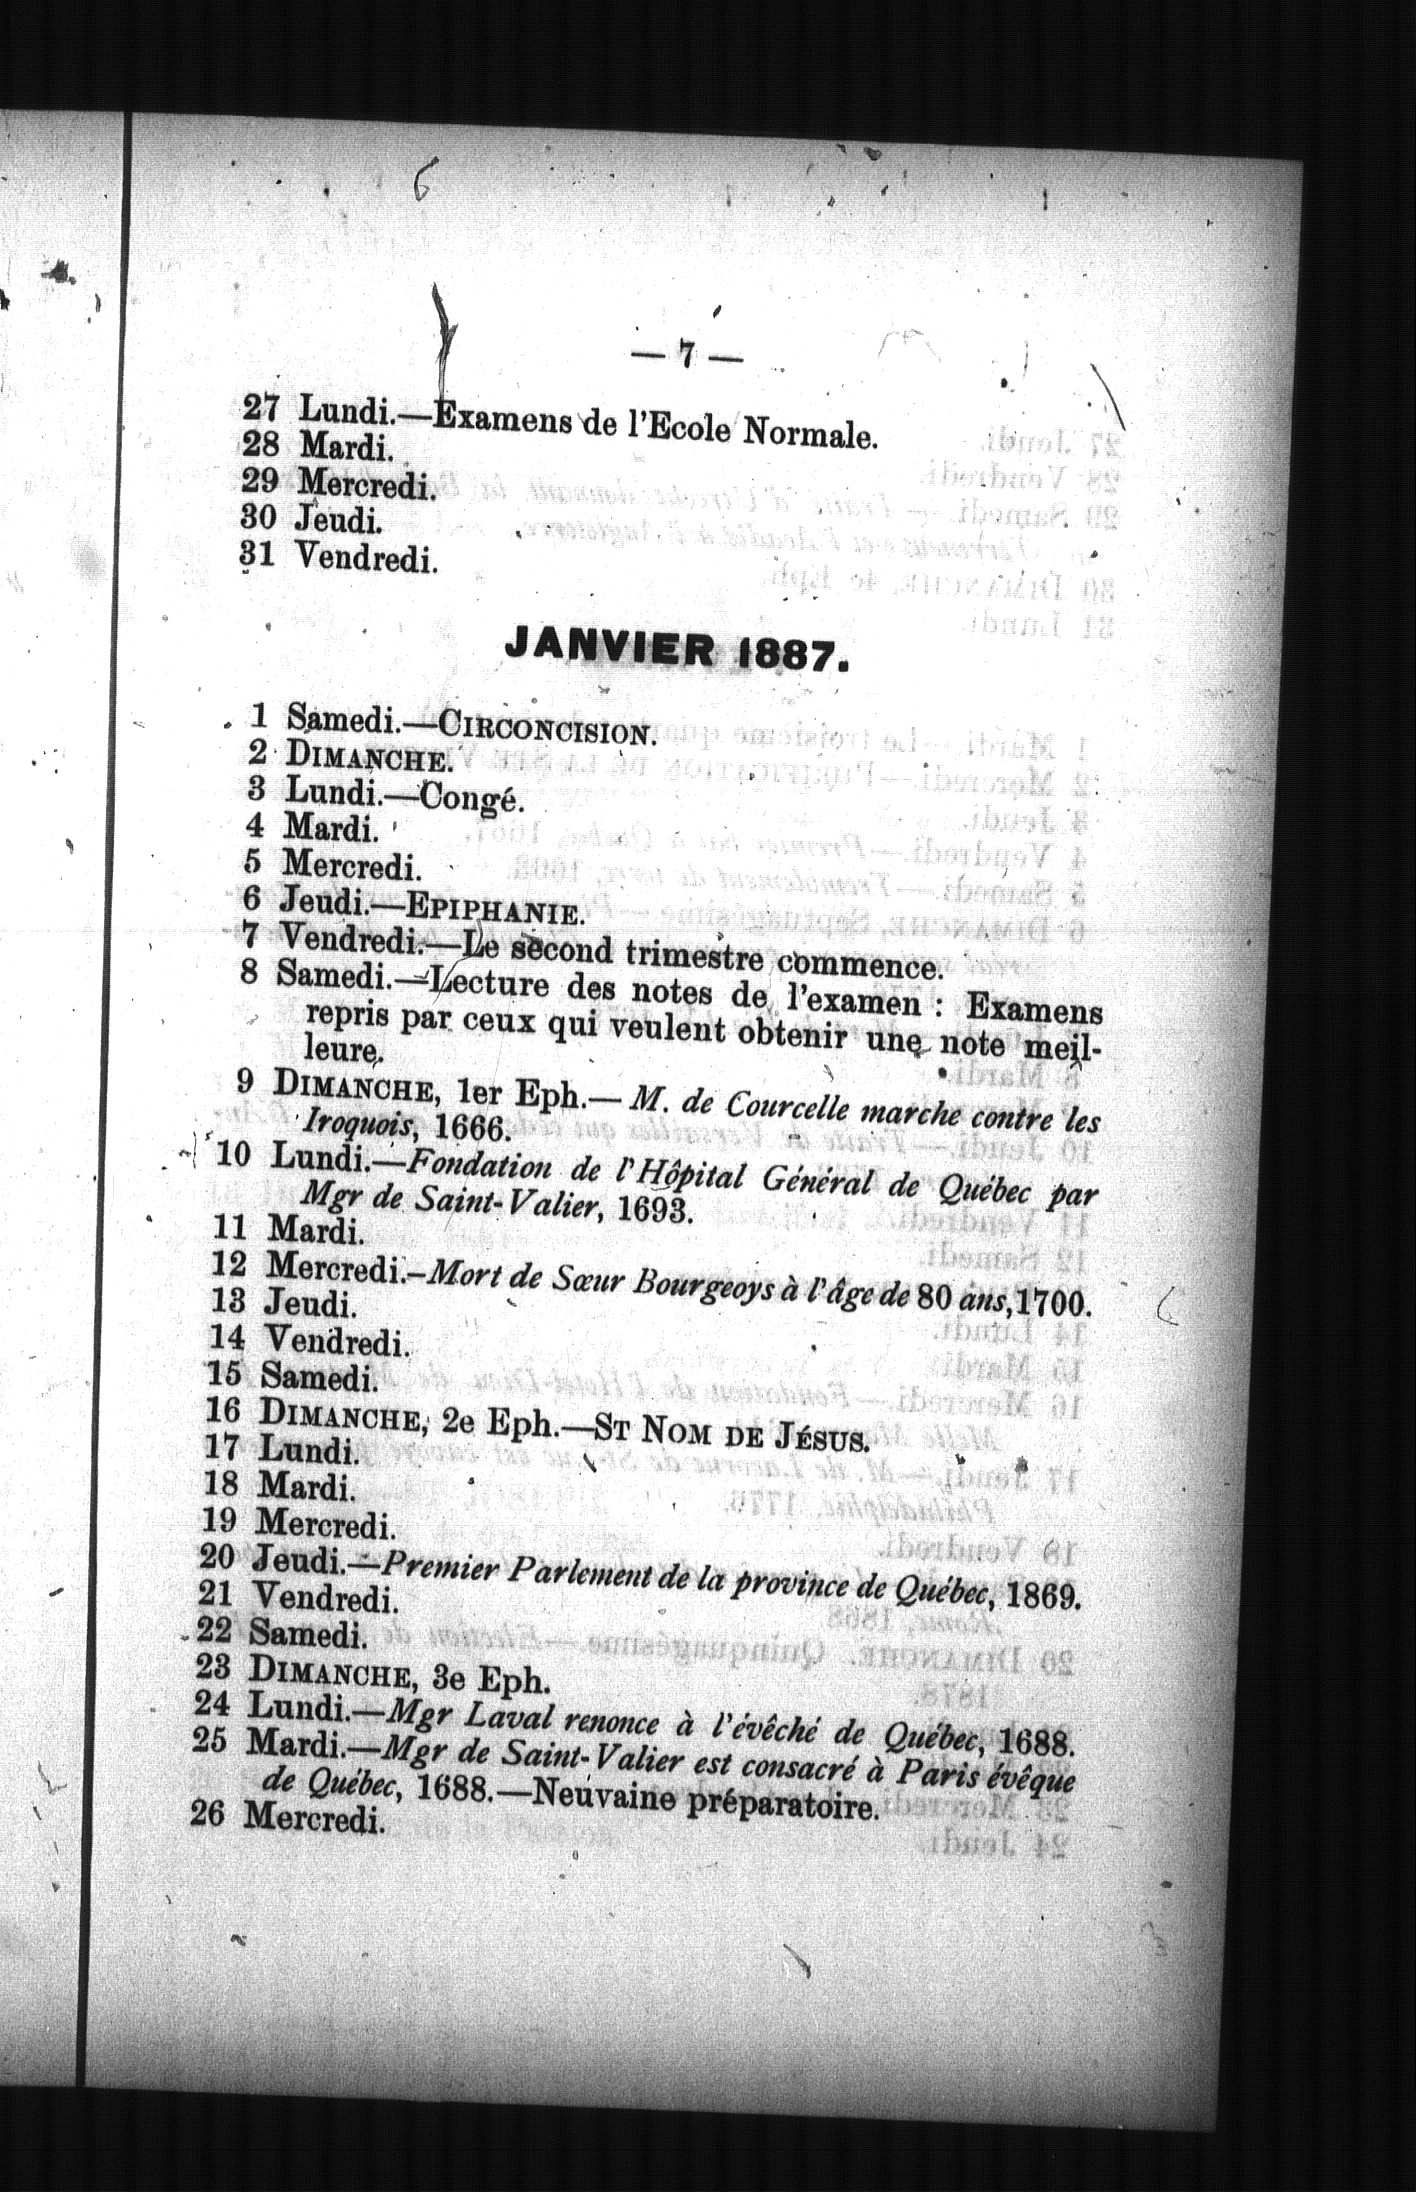 6
— 7 —
27 Lundi.—Examens de l'Ecole Normale.
28 Mardi.
29 Mercredi.
30 Jeudi.
31 Vendredi.
JANVIER 1887.
1 Samedi.—CIRCONCISION.
2 DIMANCHE.
3 Lundi.—Congé.
4 Mardi.
5 Mercredi.
6 Jeudi.—EPIPHANIE.
7 Vendredi.—Le second trimestre commence.
8 Samedi.—Lecture des notes de l'examen : Examens
repris par ceux qui veulent obtenir une note meil-
leure.
9 DIMANCHE, 1er Eph.—M. de Courcelle marche contre les
Iroquois, 1666.
10 Lundi.—Fondation de l'Hôpital Général de Québec par
Mgr de Saint-Valier, 1693.
11 Mardi.
12 Mercredi.–Mort de Sœur Bourgeoys à l'âge de 80 ans, 1700.
13 Jeudi.
14 Vendredi.
15 Samedi.
16 DIMANCHE, 2e Eph.—ST NOM DE JÉSUS.
17 Lundi.
18 Mardi.
19 Mercredi.
20 Jeudi.—Premier Parlement de la province de Québec, 1869.
21 Vendredi.
22 Samedi.
23 DIMANCHE, 3e Eph.
24 Lundi.—Mgr Laval renonce à l'évêché de Québec, 1688.
25 Mardi.—Mgr de Saint-Valier est consacré à Paris évêque
de Québec, 1688.—Neuvaine préparatoire.
26 Mercredi.